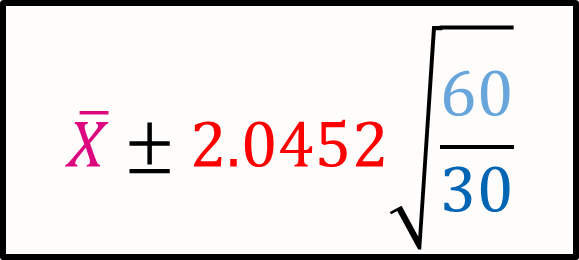 X̄ ± 2.0452 √(60/30)